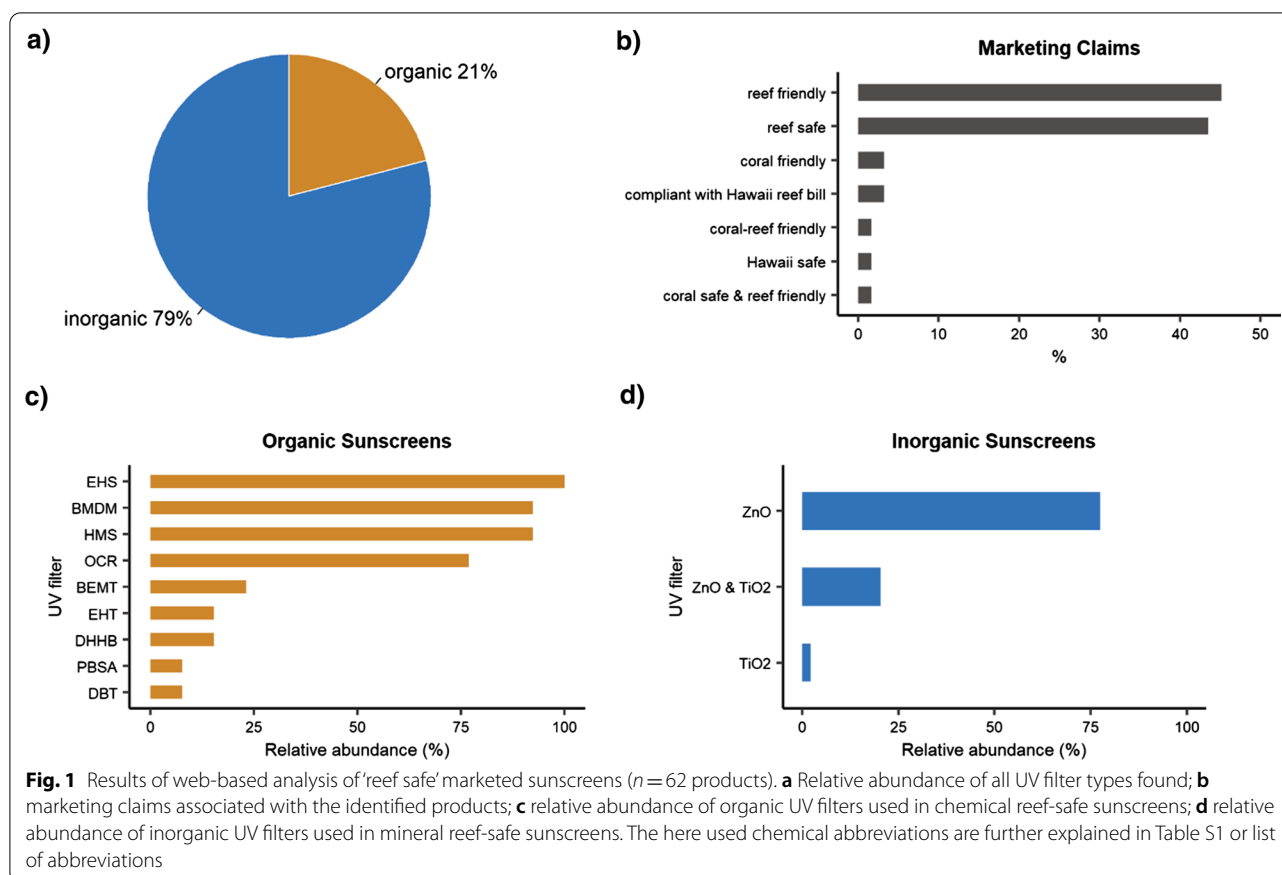 a)
organic 21%
inorganic 79%
b)
Marketing Claims
reef friendly
reef safe
coral friendly
compliant with Hawaii reef bill
coral-reef friendly
Hawaii safe
coral safe & reef friendly
0 10 20 30 40 50
%
c)
Organic Sunscreens
UV filter
EHS
BMDM
HMS
OCR
BEMT
EHT
DHHB
PBSA
DBT
0 25 50 75 100
Relative abundance (%)
d)
Inorganic Sunscreens
UV filter
ZnO
ZnO & TiO2
TiO2
0 25 50 75 100
Relative abundance (%)
Fig. 1 Results of web-based analysis of 'reef safe' marketed sunscreens (n = 62 products). a Relative abundance of all UV filter types found; b
marketing claims associated with the identified products; c relative abundance of organic UV filters used in chemical reef-safe sunscreens; d relative
abundance of inorganic UV filters used in mineral reef-safe sunscreens. The here used chemical abbreviations are further explained in Table S1 or list
of abbreviations